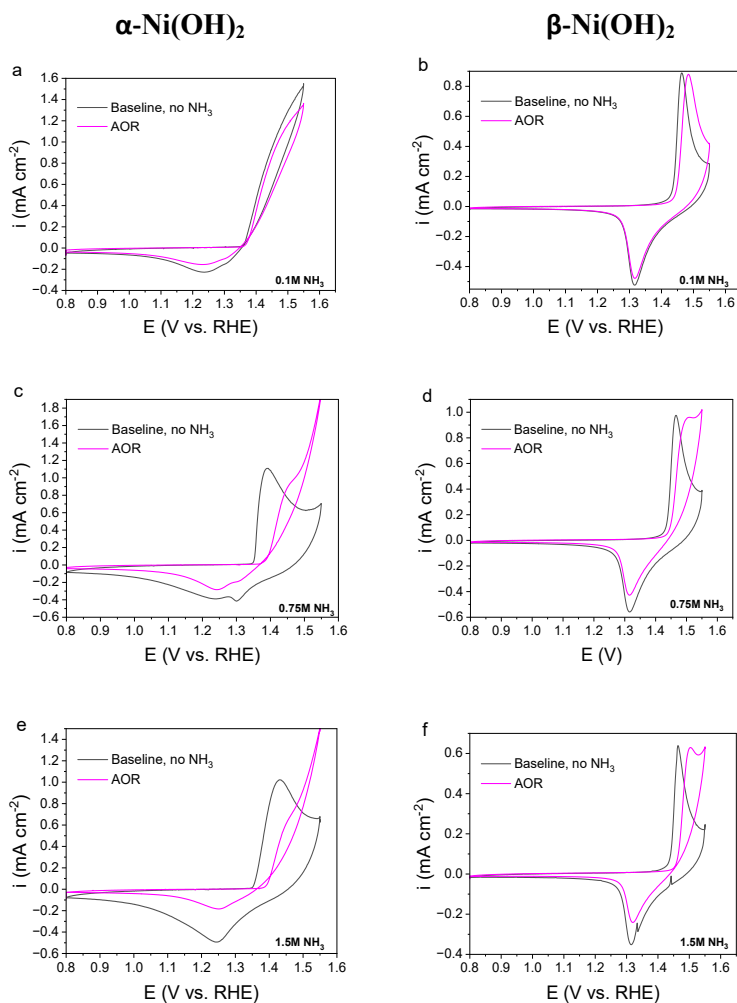 α-Ni(OH)₂
β-Ni(OH)₂
a
1.6
1.4
1.2
1.0
0.8
0.6
0.4
0.2
0.0
−0.2
−0.4
i (mA cm⁻²)
Baseline, no NH₃
AOR
0.1M NH₃
0.8 0.9 1.0 1.1 1.2 1.3 1.4 1.5 1.6
E (V vs. RHE)
b
0.8
0.6
0.4
0.2
0.0
−0.2
−0.4
−0.6
i (mA cm⁻²)
Baseline, no NH₃
AOR
0.1M NH₃
0.8 0.9 1.0 1.1 1.2 1.3 1.4 1.5 1.6
E (V vs. RHE)
c
1.8
1.6
1.4
1.2
1.0
0.8
0.6
0.4
0.2
0.0
−0.2
−0.4
−0.6
i (mA cm⁻²)
Baseline, no NH₃
AOR
0.75M NH₃
0.8 0.9 1.0 1.1 1.2 1.3 1.4 1.5 1.6
E (V vs. RHE)
d
1.0
0.8
0.6
0.4
0.2
0.0
−0.2
−0.4
−0.6
i (mA cm⁻²)
Baseline, no NH₃
AOR
0.75M NH₃
0.8 0.9 1.0 1.1 1.2 1.3 1.4 1.5 1.6
E (V)
e
1.4
1.2
1.0
0.8
0.6
0.4
0.2
0.0
−0.2
−0.4
−0.6
i (mA cm⁻²)
Baseline, no NH₃
AOR
1.5M NH₃
0.8 0.9 1.0 1.1 1.2 1.3 1.4 1.5 1.6
E (V vs. RHE)
f
0.6
0.4
0.2
0.0
−0.2
−0.4
i (mA cm⁻²)
Baseline, no NH₃
AOR
1.5M NH₃
0.8 0.9 1.0 1.1 1.2 1.3 1.4 1.5 1.6
E (V vs. RHE)